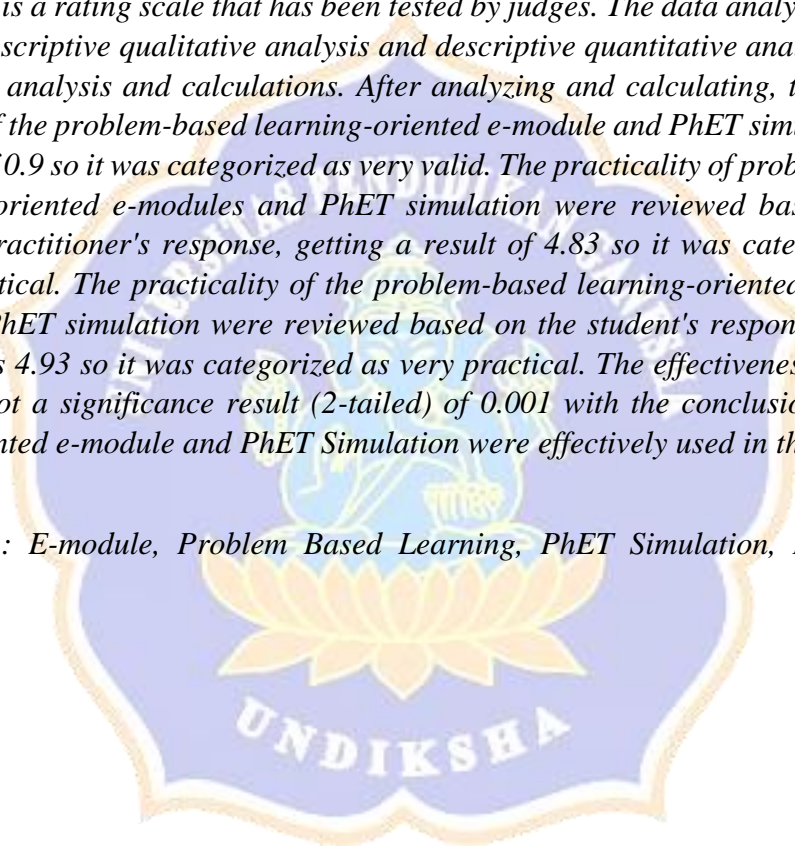 is a rating scale that has been tested by judges. The data analy
scriptive qualitative analysis and descriptive quantitative ana
analysis and calculations. After analyzing and calculating, t
f the problem-based learning-oriented e-module and PhET simu
0.9 so it was categorized as very valid. The practicality of prob
oriented e-modules and PhET simulation were reviewed bas
ractitioner's response, getting a result of 4.83 so it was cate
tical. The practicality of the problem-based learning-oriented
PhET simulation were reviewed based on the student's respon
s 4.93 so it was categorized as very practical. The effectivenes
ot a significance result (2-tailed) of 0.001 with the conclusio
nted e-module and PhET Simulation were effectively used in th
: E-module, Problem Based Learning, PhET Simulation,
UNIVERSITAS PENDIDIKAN GANESHA
UNDIKSHA